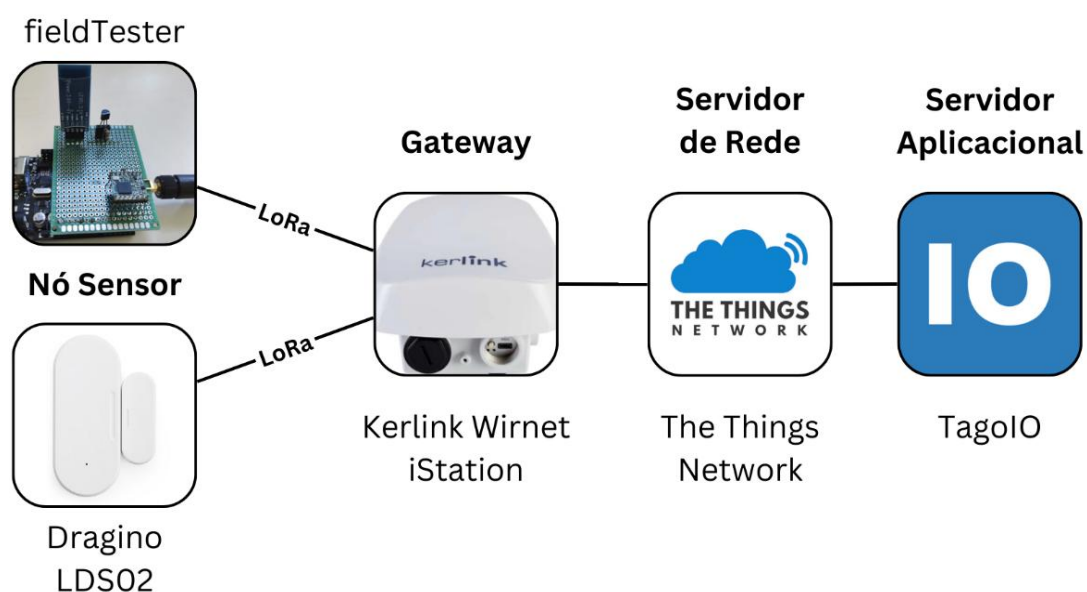 fieldTester
Nó Sensor
Dragino
LDS02
LoRa
LoRa
Gateway
kerlink
Kerlink Wirnet
iStation
Servidor
de Rede
THE THINGS
NETWORK
The Things
Network
Servidor
Aplicacional
IO
TagoIO